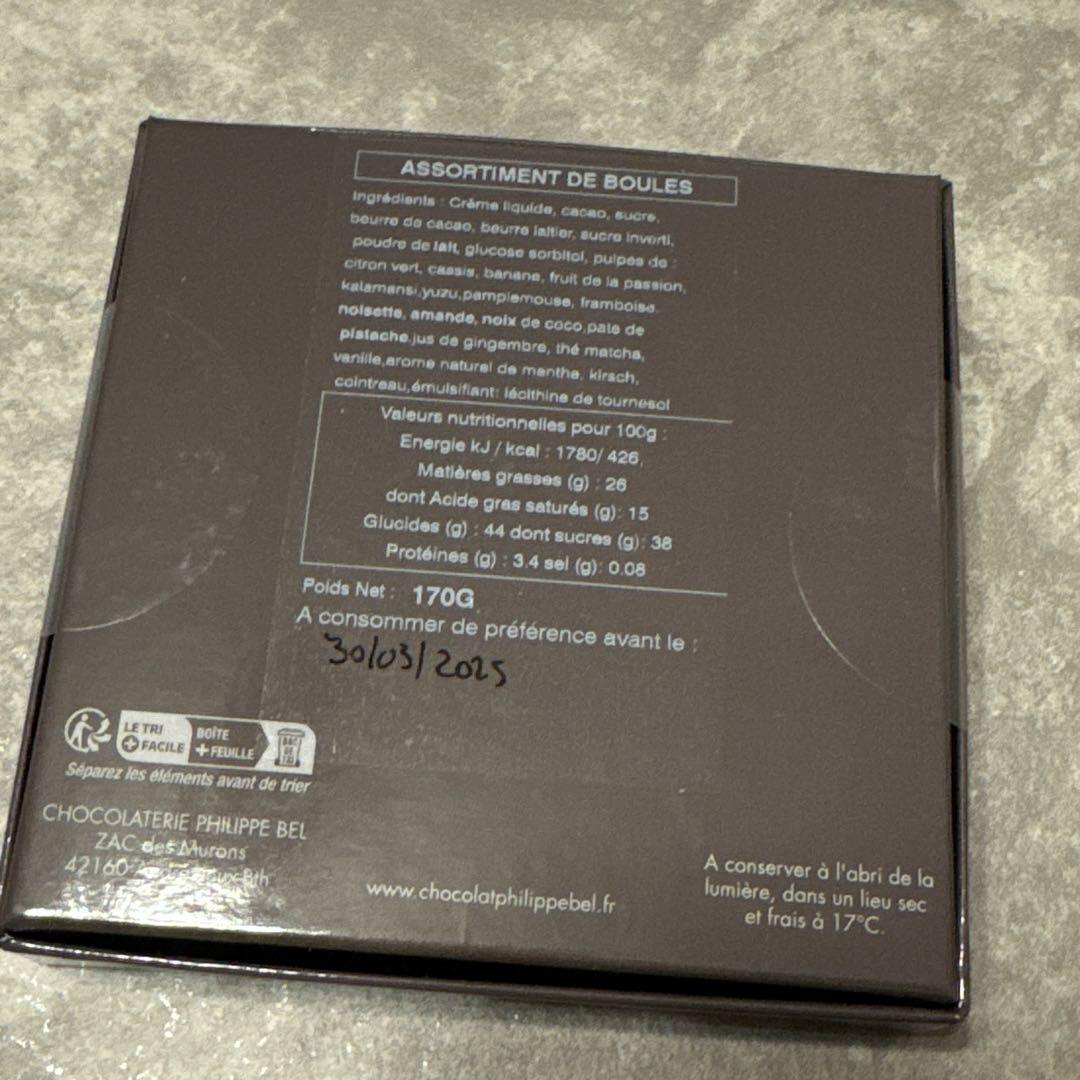 ASSORTIMENT DE BOULES
Ingrédients : Crème liquide, cacao, sucre,
beurre de cacao, beurre laitier, sucre inverti,
poudre de lait, glucose sorbitol, pulpes de :
citron vert, cassis, banane, fruit de la passion,
kalamansi,yuzu,pamplemouse, framboise.
noisette, amande, noix de coco,pate de
pistache,jus de gingembre, thé matcha,
vanille,arome naturel de menthe, kirsch,
cointreau,émulsifiant: lécithine de tournesol
Valeurs nutritionnelles pour 100g :
Energie kJ / kcal : 1780/ 426,
Matières grasses (g) : 26
dont Acide gras saturés (g): 15
Glucides (g) : 44 dont sucres (g): 38
Protéines (g) : 3.4 sel (g): 0.08
Poids Net : 170G
A consommer de préférence avant le :
30/03/2025
LE TRI
+ FACILE
BOÎTE
+ FEUILLE
BAC
DE
TRI
Séparez les éléments avant de trier
CHOCOLATERIE PHILIPPE BEL
ZAC des Murons
42160
www.chocolatphilippebel.fr
A conserver à l'abri de la
lumière, dans un lieu sec
et frais à 17°C.